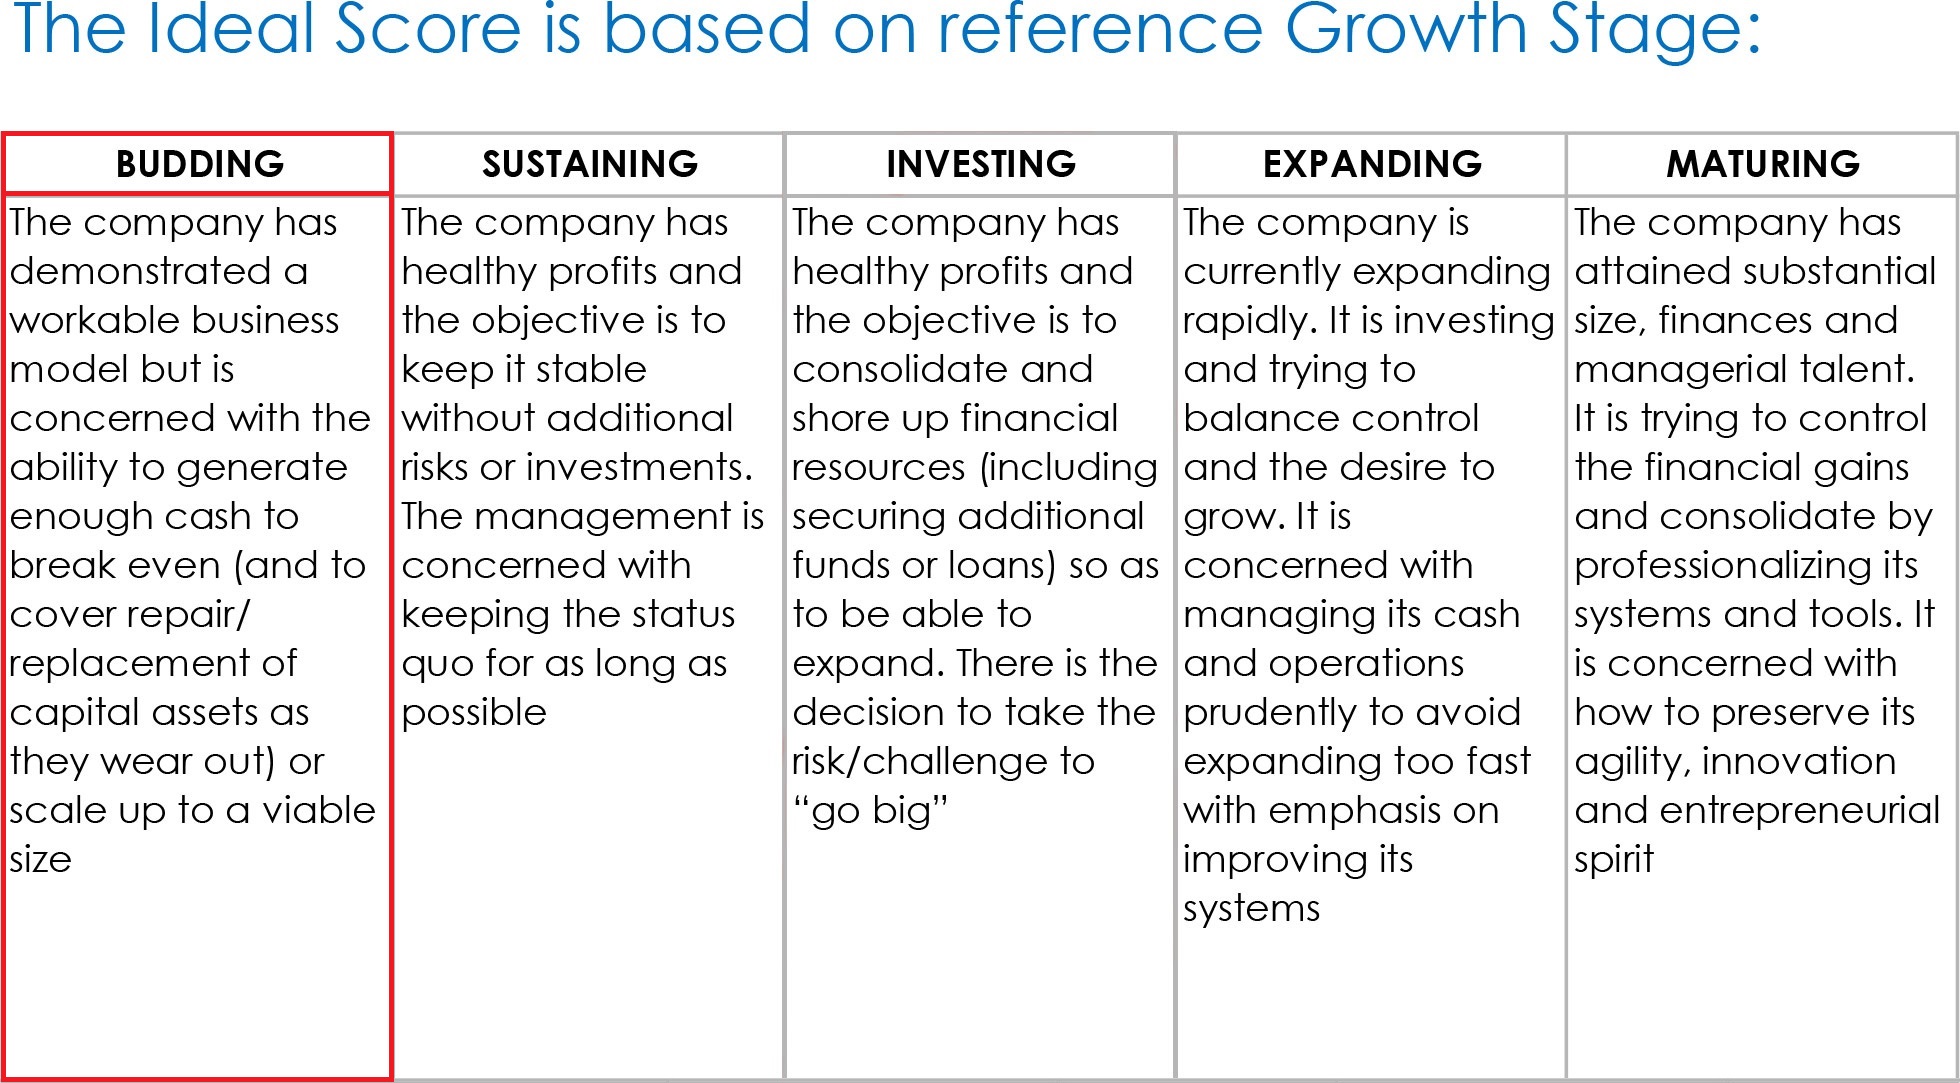 The Ideal Score is based on reference Growth Stage:
BUDDING
The company has
demonstrated a
workable business
model but is
concerned with the
ability to generate
enough cash to
break even (and to
cover repair/
replacement of
capital assets as
they wear out) or
scale up to a viable
size
SUSTAINING
The company has
healthy profits and
the objective is to
keep it stable
without additional
risks or investments.
The management is
concerned with
keeping the status
quo for as long as
possible
INVESTING
The company has
healthy profits and
the objective is to
consolidate and
shore up financial
resources (including
securing additional
funds or loans) so as
to be able to
expand. There is the
decision to take the
risk/challenge to
“go big”
EXPANDING
The company is
currently expanding
rapidly. It is investing
and trying to
balance control
and the desire to
grow. It is
concerned with
managing its cash
and operations
prudently to avoid
expanding too fast
with emphasis on
improving its
systems
MATURING
The company has
attained substantial
size, finances and
managerial talent.
It is trying to control
the financial gains
and consolidate by
professionalizing its
systems and tools. It
is concerned with
how to preserve its
agility, innovation
and entrepreneurial
spirit